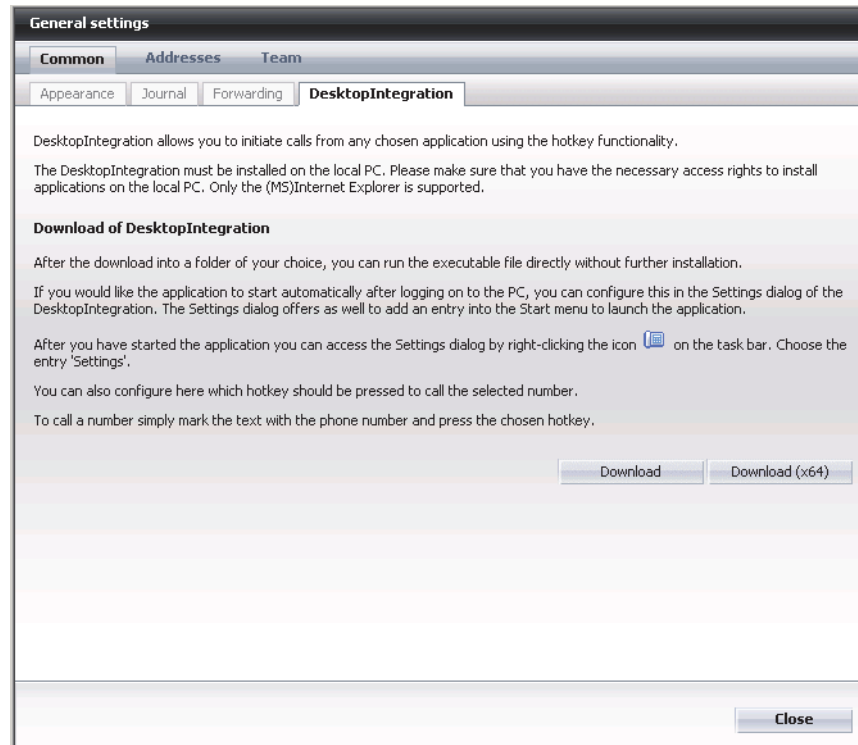 General settings
Common Addresses Team
Appearance Journal Forwarding DesktopIntegration
DesktopIntegration allows you to initiate calls from any chosen application using the hotkey functionality.
The DesktopIntegration must be installed on the local PC. Please make sure that you have the necessary access rights to install
applications on the local PC. Only the (MS)Internet Explorer is supported.
Download of DesktopIntegration
After the download into a folder of your choice, you can run the executable file directly without further installation.
If you would like the application to start automatically after logging on to the PC, you can configure this in the Settings dialog of the
DesktopIntegration. The Settings dialog offers as well to add an entry into the Start menu to launch the application.
After you have started the application you can access the Settings dialog by right-clicking the icon on the task bar. Choose the
entry 'Settings'.
You can also configure here which hotkey should be pressed to call the selected number.
To call a number simply mark the text with the phone number and press the chosen hotkey.
Download Download (x64)
Close